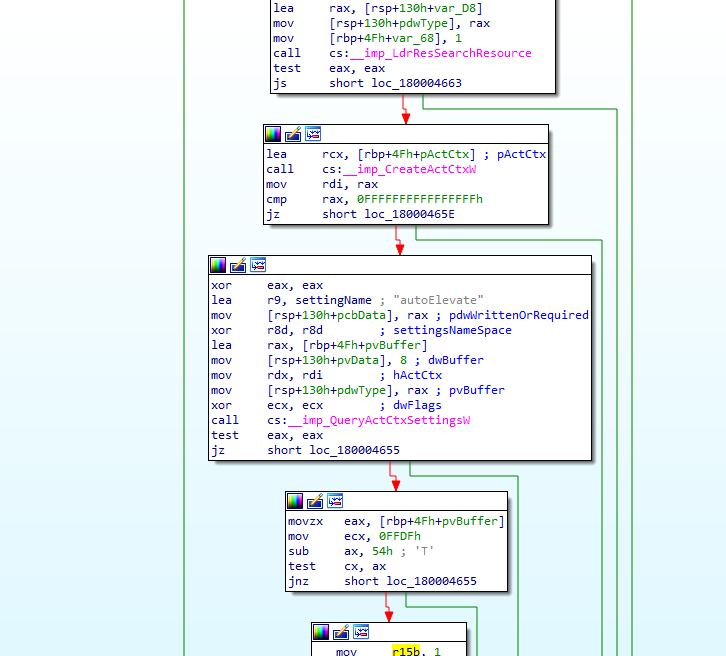 lea rax, [rsp+130h+var_D8]
mov [rsp+130h+pdwType], rax
mov [rbp+4Fh+var_68], 1
call cs:__imp_LdrResSearchResource
test eax, eax
js short loc_180004663
lea rcx, [rbp+4Fh+pActCtx] ; pActCtx
call cs:__imp_CreateActCtxW
mov rdi, rax
cmp rax, 0FFFFFFFFFFFFFFFFh
jz short loc_18000465E
xor eax, eax
lea r9, settingName ; "autoElevate"
mov [rsp+130h+pcbData], rax ; pdwWrittenOrRequired
xor r8d, r8d ; settingsNameSpace
lea rax, [rbp+4Fh+pvBuffer]
mov [rsp+130h+pvData], 8 ; dwBuffer
mov rdx, rdi ; hActCtx
mov [rsp+130h+pdwType], rax ; pvBuffer
xor ecx, ecx ; dwFlags
call cs:__imp_QueryActCtxSettingsW
test eax, eax
jz short loc_180004655
movzx eax, [rbp+4Fh+pvBuffer]
mov ecx, 0FFDFh
sub ax, 54h ; 'T'
test cx, ax
jnz short loc_180004655
mov r15b, 1